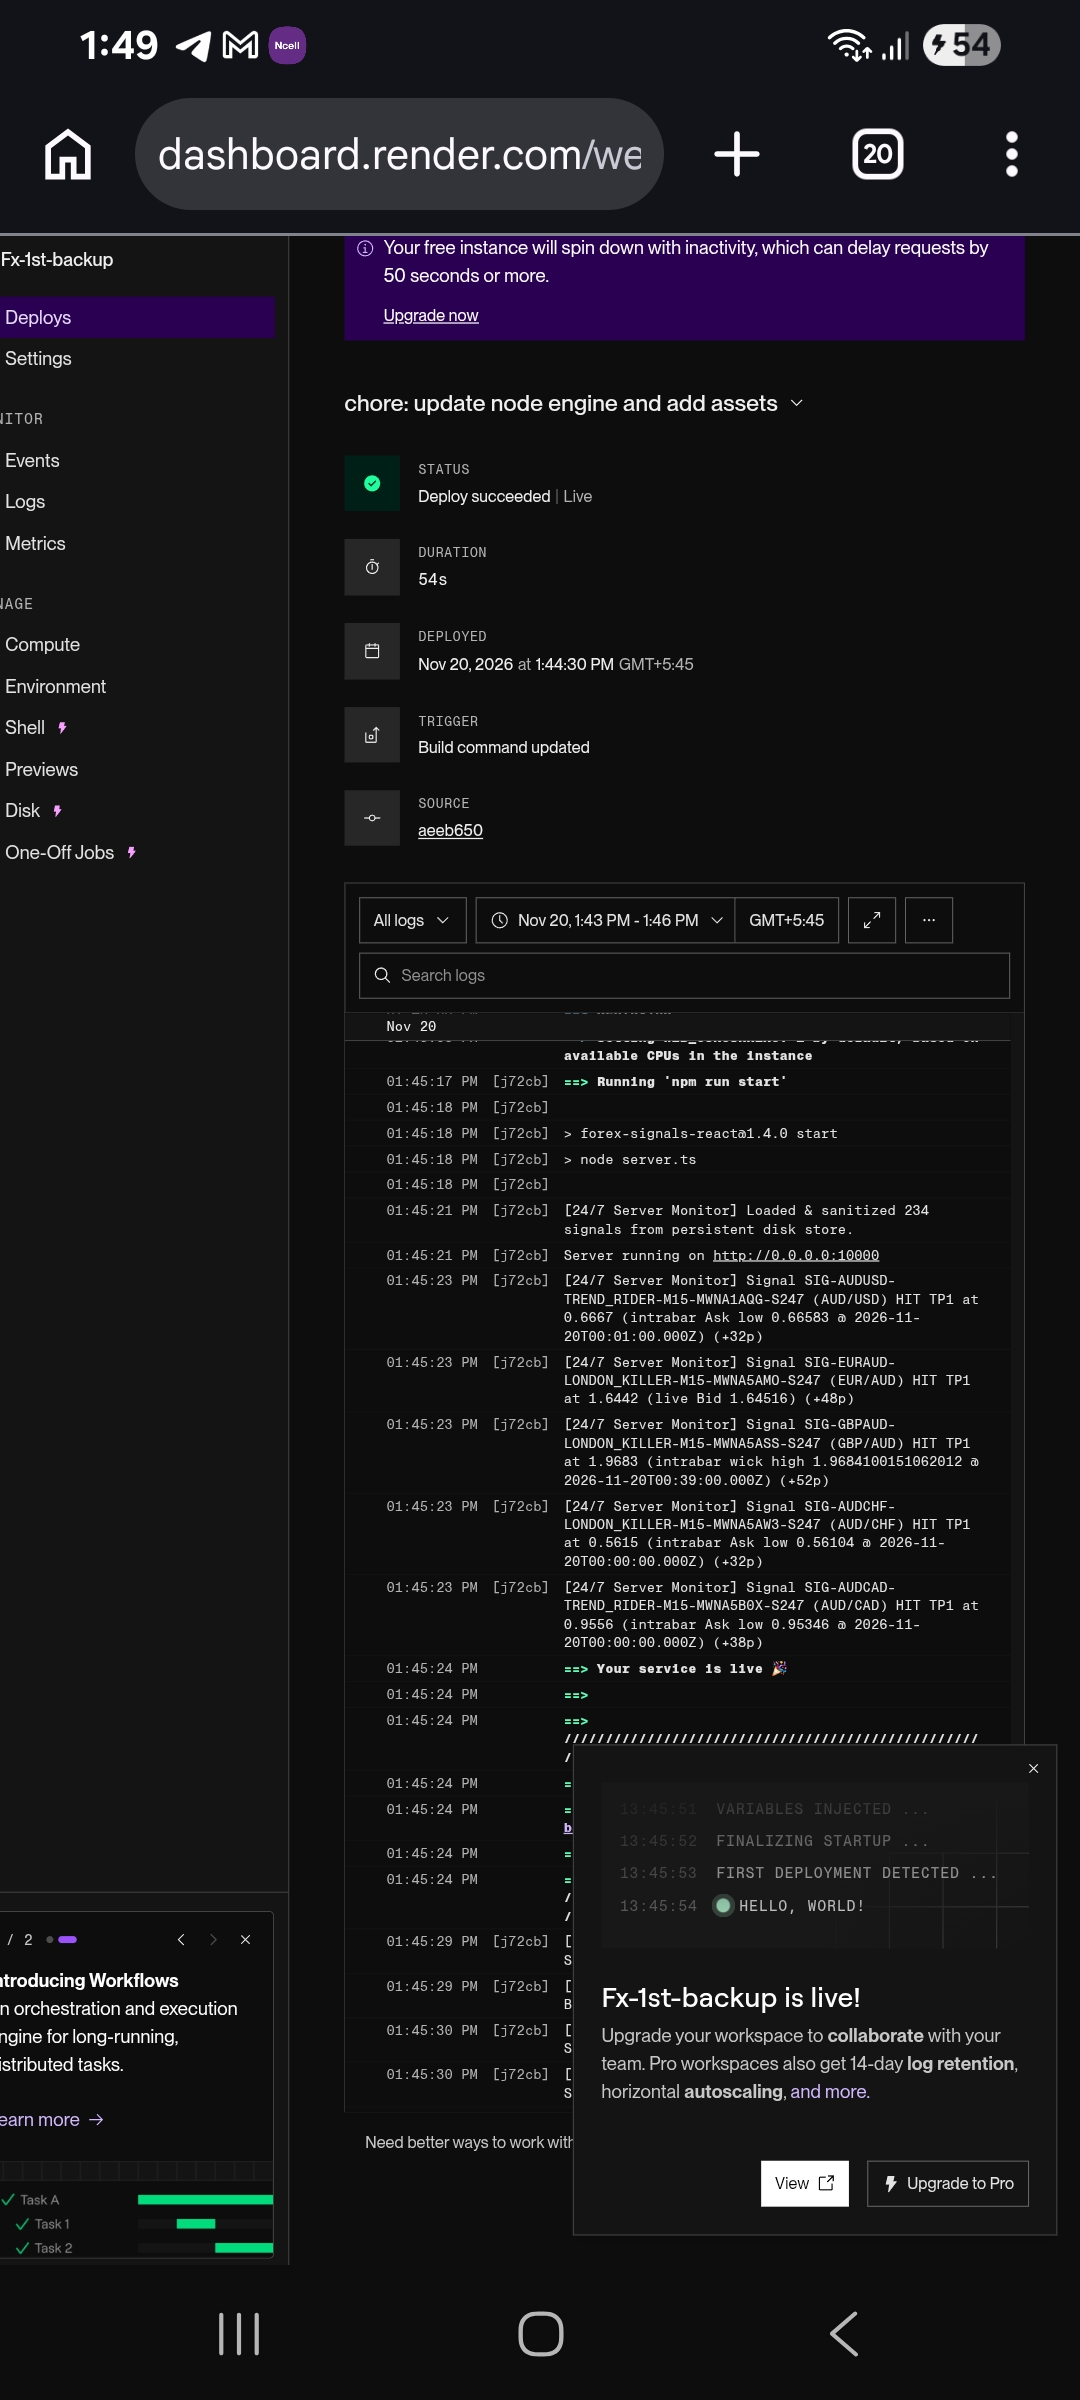 1:49
Ncell
54
dashboard.render.com/we
20
Fx-1st-backup
Deploys
Settings
NITOR
Events
Logs
Metrics
NAGE
Compute
Environment
Shell
Previews
Disk
One-Off Jobs
Your free instance will spin down with inactivity, which can delay requests by
50 seconds or more.
Upgrade now
chore: update node engine and add assets
STATUS
Deploy succeeded | Live
DURATION
54s
DEPLOYED
Nov 20, 2026 at 1:44:30 PM GMT+5:45
TRIGGER
Build command updated
SOURCE
aeeb650
All logs
Nov 20, 1:43 PM - 1:46 PM
GMT+5:45
Search logs
Nov 20
available CPUs in the instance
01:45:17 PM [j72cb] ==> Running 'npm run start'
01:45:18 PM [j72cb]
01:45:18 PM [j72cb] > forex-signals-react@1.4.0 start
01:45:18 PM [j72cb] > node server.ts
01:45:18 PM [j72cb]
01:45:21 PM [j72cb] [24/7 Server Monitor] Loaded & sanitized 234
signals from persistent disk store.
01:45:21 PM [j72cb] Server running on http://0.0.0.0:10000
01:45:23 PM [j72cb] [24/7 Server Monitor] Signal SIG-AUDUSD-
TREND_RIDER-M15-MWNA1AQG-S247 (AUD/USD) HIT TP1 at
0.6667 (intrabar Ask low 0.66583 @ 2026-11-
20T00:01:00.000Z) (+32p)
01:45:23 PM [j72cb] [24/7 Server Monitor] Signal SIG-EURAUD-
LONDON_KILLER-M15-MWNA5AMO-S247 (EUR/AUD) HIT TP1
at 1.6442 (live Bid 1.64516) (+48p)
01:45:23 PM [j72cb] [24/7 Server Monitor] Signal SIG-GBPAUD-
LONDON_KILLER-M15-MWNA5ASS-S247 (GBP/AUD) HIT TP1
at 1.9683 (intrabar wick high 1.9684100151062012 @
2026-11-20T00:39:00.000Z) (+52p)
01:45:23 PM [j72cb] [24/7 Server Monitor] Signal SIG-AUDCHF-
LONDON_KILLER-M15-MWNA5AW3-S247 (AUD/CHF) HIT TP1
at 0.5615 (intrabar Ask low 0.56104 @ 2026-11-
20T00:00:00.000Z) (+32p)
01:45:23 PM [j72cb] [24/7 Server Monitor] Signal SIG-AUDCAD-
TREND_RIDER-M15-MWNA5B0X-S247 (AUD/CAD) HIT TP1 at
0.9556 (intrabar Ask low 0.95346 @ 2026-11-
20T00:00:00.000Z) (+38p)
01:45:24 PM ==> Your service is live 🎉
01:45:24 PM ==>
01:45:24 PM ==>
//////////////////////////////////////////////////
/
01:45:24 PM =
01:45:24 PM =
b
01:45:24 PM =
01:45:24 PM =
/
/
01:45:29 PM [j72cb] [
S
01:45:29 PM [j72cb] [
B
01:45:30 PM [j72cb] [
S
01:45:30 PM [j72cb] [
S
Need better ways to work with
13:45:51 VARIABLES INJECTED ...
13:45:52 FINALIZING STARTUP ...
13:45:53 FIRST DEPLOYMENT DETECTED ...
13:45:54 HELLO, WORLD!
Fx-1st-backup is live!
Upgrade your workspace to collaborate with your
team. Pro workspaces also get 14-day log retention,
horizontal autoscaling, and more.
View
Upgrade to Pro
/ 2
ntroducing Workflows
n orchestration and execution
ngine for long-running,
istributed tasks.
earn more →
Task A
Task 1
Task 2